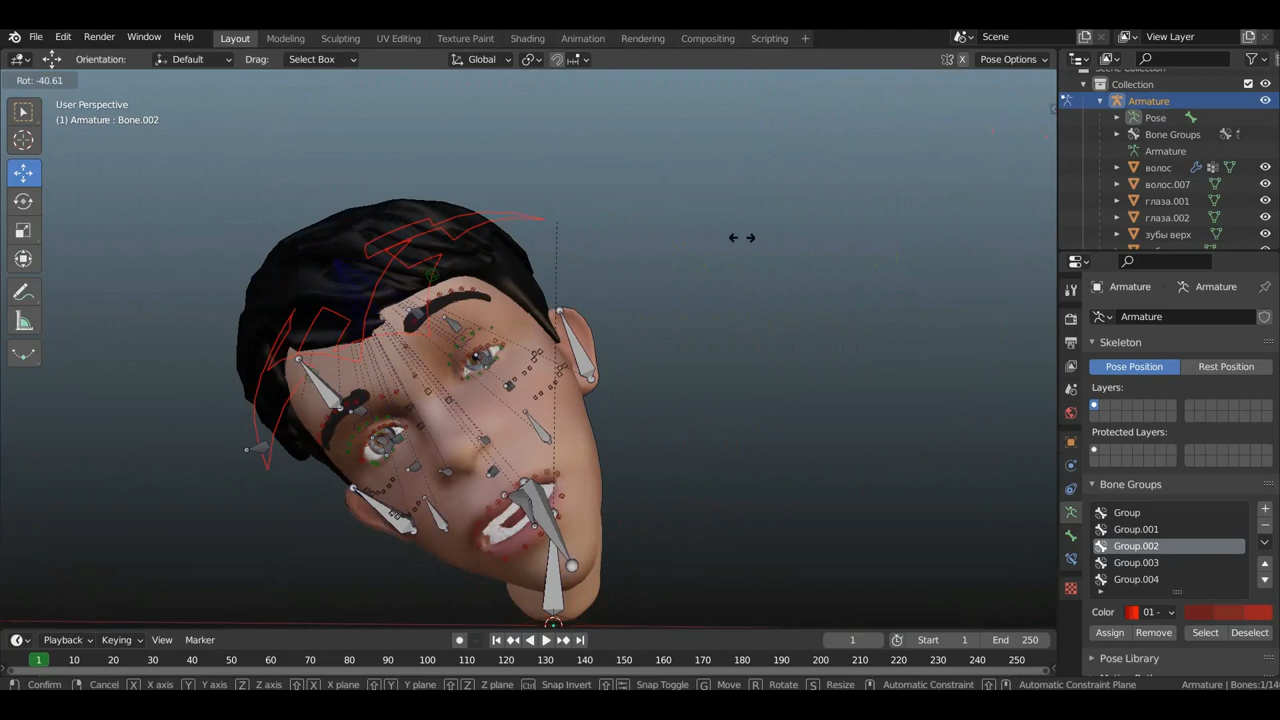 File Edit Render Window Help Layout Modeling Sculpting UV Editing Texture Paint Shading Animation Rendering Compositing Scripting + Scene View Layer
Orientation: Default Drag: Select Box Global X Pose Options
Rot: -40.61
User Perspective
(1) Armature : Bone.002
Collection
Armature
Pose
Bone Groups
Armature
волос
волос.007
глаза.001
глаза.002
зубы верх
Armature Armature
Armature
Skeleton
Pose Position Rest Position
Layers:
Protected Layers:
Bone Groups
Group
Group.001
Group.002
Group.003
Group.004
Color 01 -
Assign Remove Select Deselect
Pose Library
Playback Keying View Marker 1 Start 1 End 250
1 10 20 30 40 50 60 70 80 90 100 110 120 130 140 150 160 170 180 190 200 210 220 230 240 250
Confirm Cancel X X axis Y Y axis Z Z axis X X plane Y Y plane Z Z plane Ctrl Snap Invert Snap Toggle G Move R Rotate S Resize Automatic Constraint Automatic Constraint Plane Armature | Bones:1/14